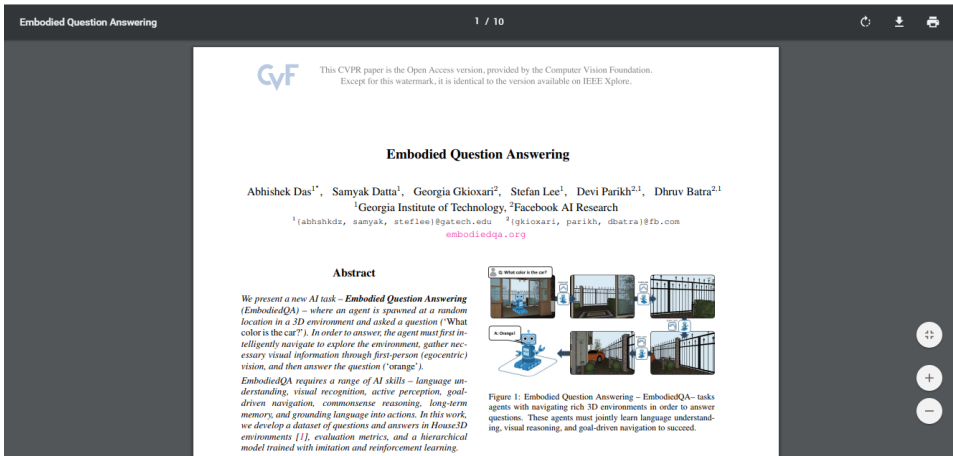 Embodied Question Answering
1 / 10
CVF
This CVPR paper is the Open Access version, provided by the Computer Vision Foundation.
Except for this watermark, it is identical to the version available on IEEE Xplore.
Embodied Question Answering
Abhishek Das1*, Samyak Datta1, Georgia Gkioxari2, Stefan Lee1, Devi Parikh2,1, Dhruv Batra2,1
1Georgia Institute of Technology, 2Facebook AI Research
1{abhshkdz, samyak, steflee}@gatech.edu 2{gkioxari, parikh, dbatra}@fb.com
embodiedqa.org
Abstract
We present a new AI task – Embodied Question Answering
(EmbodiedQA) – where an agent is spawned at a random
location in a 3D environment and asked a question (‘What
color is the car?’). In order to answer, the agent must first in-
telligently navigate to explore the environment, gather nec-
essary visual information through first-person (egocentric)
vision, and then answer the question (‘orange’).
EmbodiedQA requires a range of AI skills – language un-
derstanding, visual recognition, active perception, goal-
driven navigation, commonsense reasoning, long-term
memory, and grounding language into actions. In this work,
we develop a dataset of questions and answers in House3D
environments [1], evaluation metrics, and a hierarchical
model trained with imitation and reinforcement learning.
Q: What color is the car?
A: Orange!
Figure 1: Embodied Question Answering – EmbodiedQA– tasks
agents with navigating rich 3D environments in order to answer
questions. These agents must jointly learn language understand-
ing, visual reasoning, and goal-driven navigation to succeed.